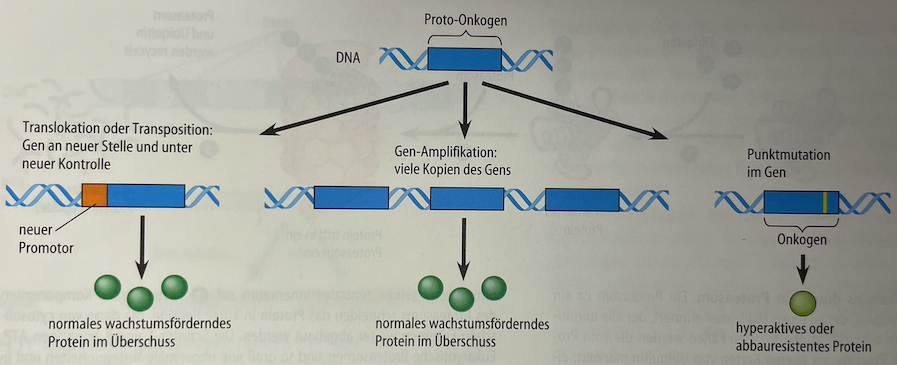 Proto-Onkogen
DNA
Translokation oder Transposition:
Gen an neuer Stelle und unter
neuer Kontrolle
Gen-Amplifikation:
viele Kopien des Gens
Punktmutation
im Gen
neuer
Promotor
Onkogen
normales wachstumsförderndes
Protein im Überschuss
normales wachstumsförderndes
Protein im Überschuss
hyperaktives oder
abbauresistentes Protein